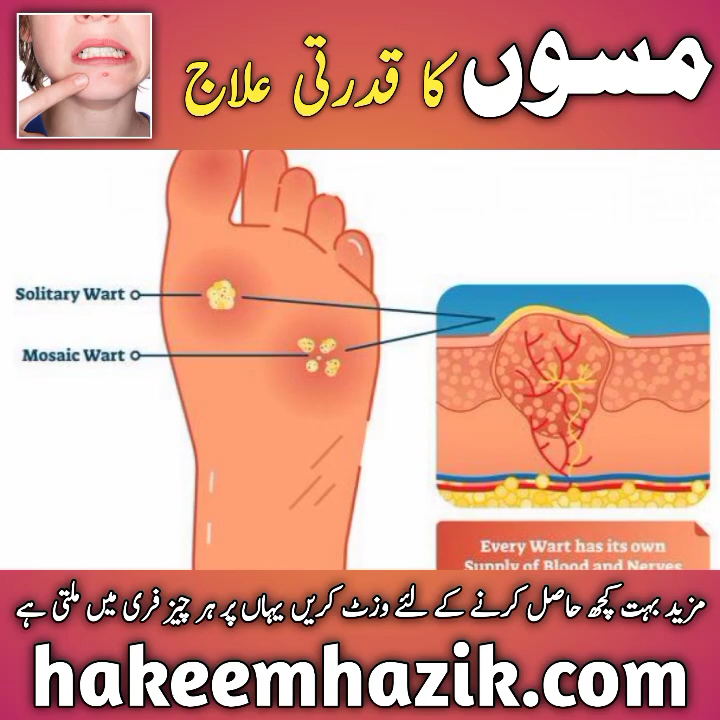 مسوں کا قدرتی علاج
Solitary Wart
Mosaic Wart
Every Wart has its own
Supply of Blood and Nerves
مزید بہت کچھ حاصل کرنے کے لئے وزٹ کریں یہاں پر ہر چیز فری میں ملتی ہے
hakeemhazik.com